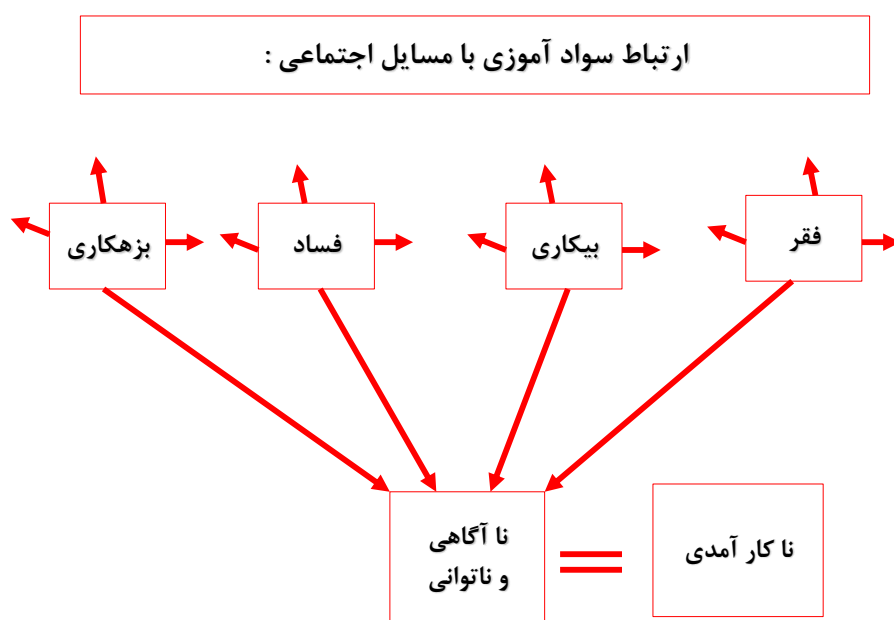 ارتباط سواد آموزی با مسایل اجتماعی :
فقر
بیکاری
فساد
بزهکاری
نا آگاهی
و ناتوانی
نا کار آمدی